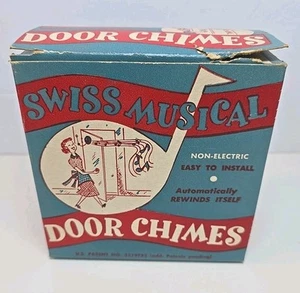 DOOR CHIMES
SWISS MUSICAL
NON-ELECTRIC
EASY TO INSTALL
Automatically
REWINDS ITSELF
DOOR CHIMES